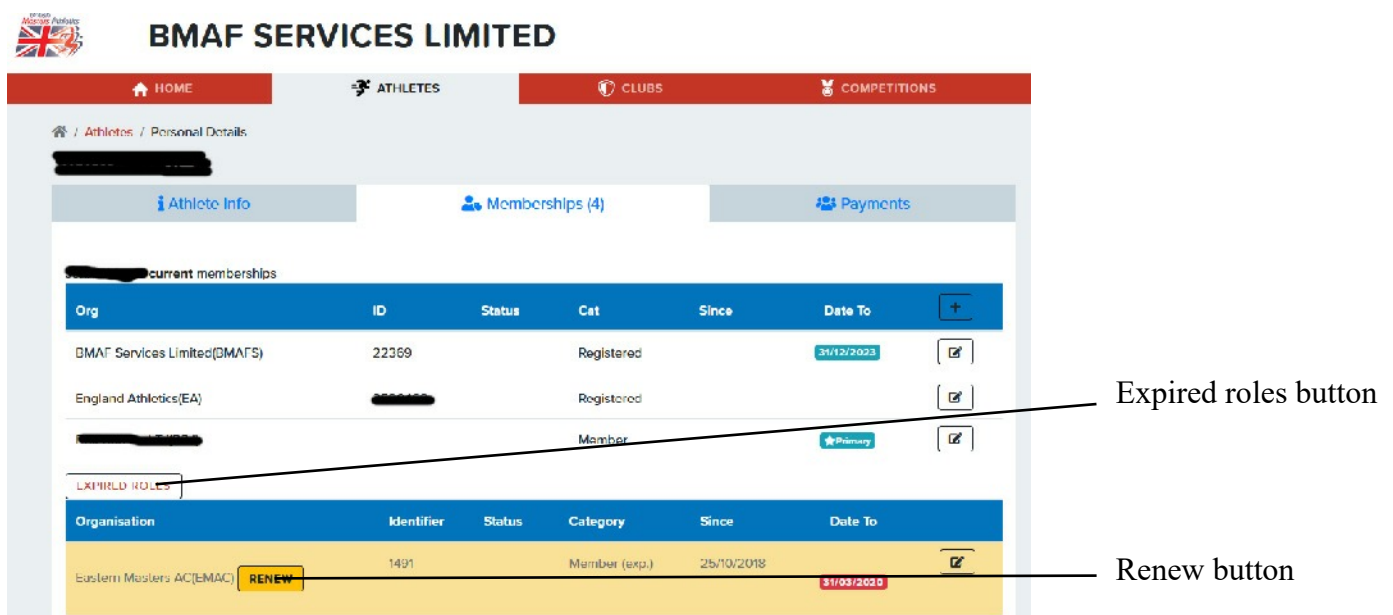 British
Masters Athletics
BMAF SERVICES LIMITED
HOME ATHLETES CLUBS COMPETITIONS
/ Athletes / Personal Details
Athlete Info Memberships (4) Payments
current memberships
Org ID Status Cat Since Date To +
BMAF Services Limited(BMAFS) 22369 Registered 31/12/2023
England Athletics(EA) Registered
Member Primary
Expired roles button
EXPIRED ROLES
Organisation Identifier Status Category Since Date To
Eastern Masters AC(EMAC) RENEW 1491 Member (exp.) 25/10/2018 31/03/2020
Renew button